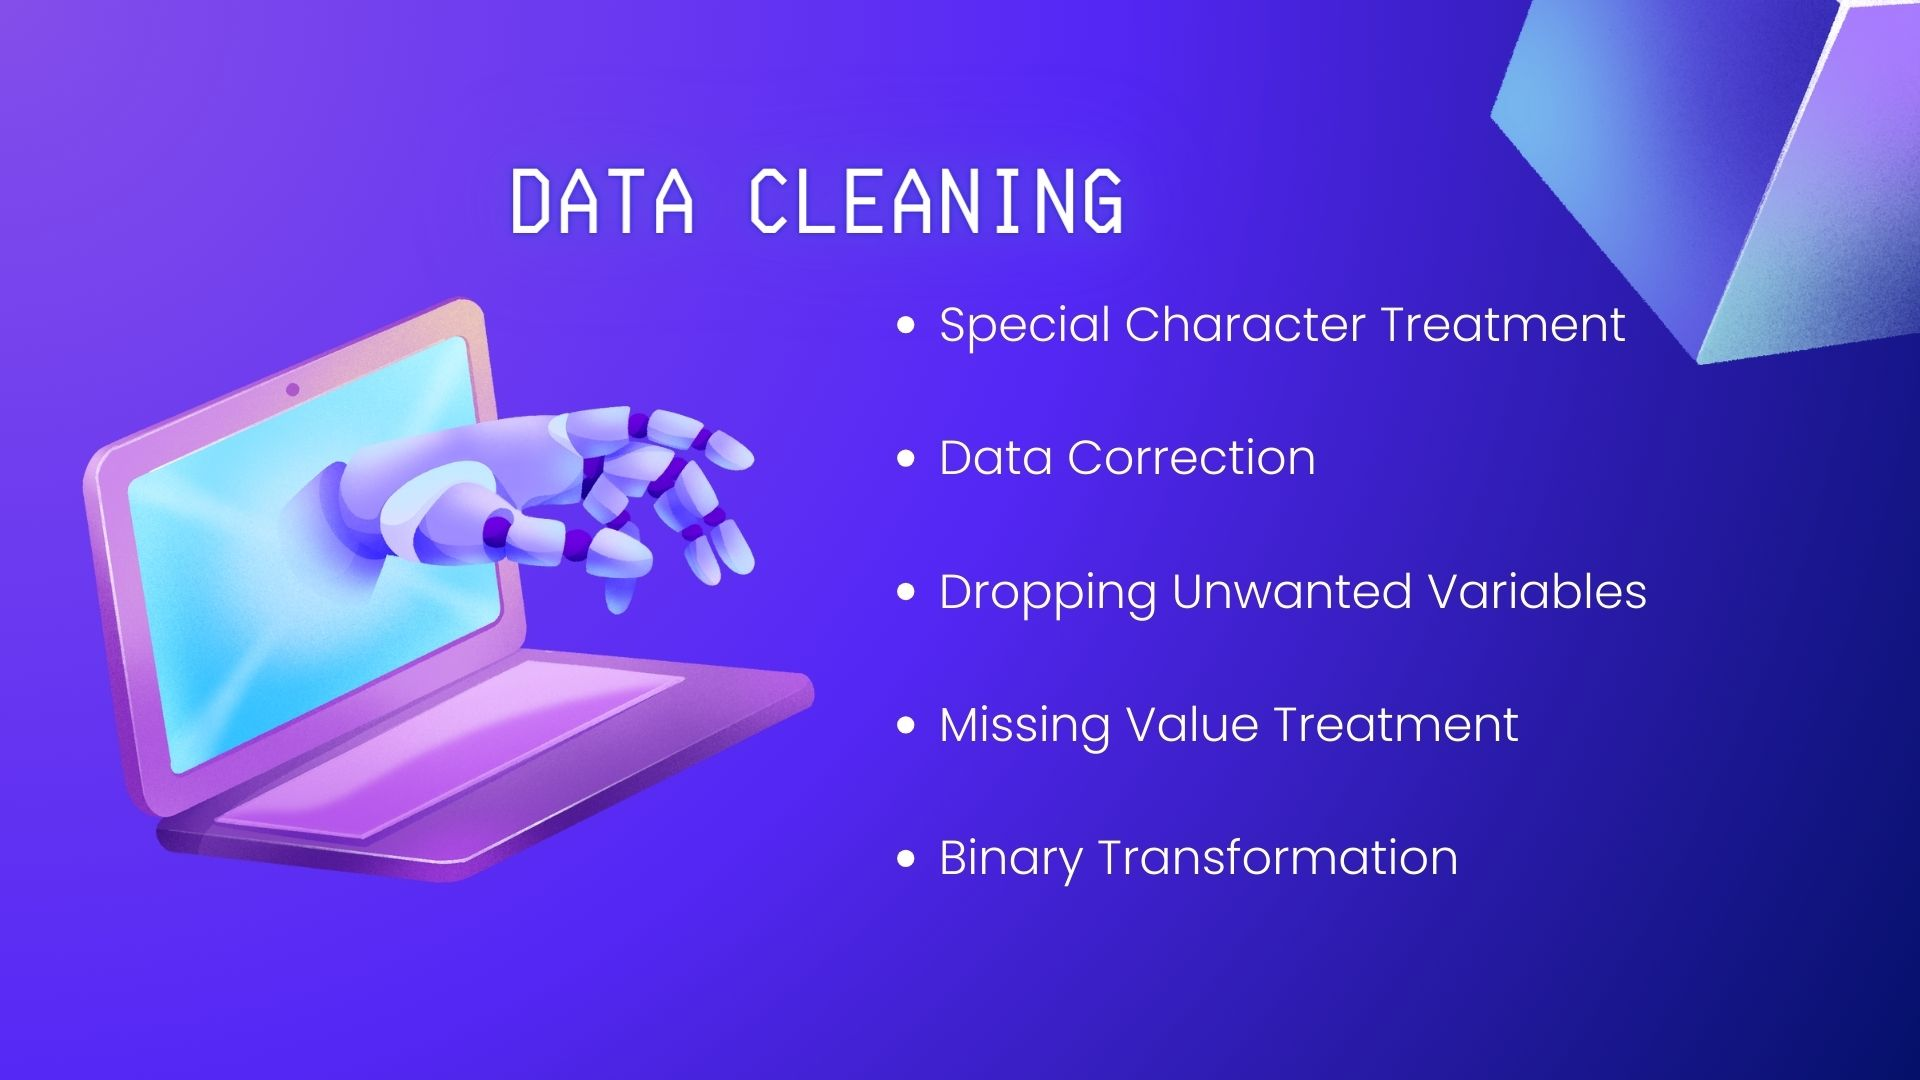 DATA CLEANING
• Special Character Treatment
• Data Correction
• Dropping Unwanted Variables
• Missing Value Treatment
• Binary Transformation